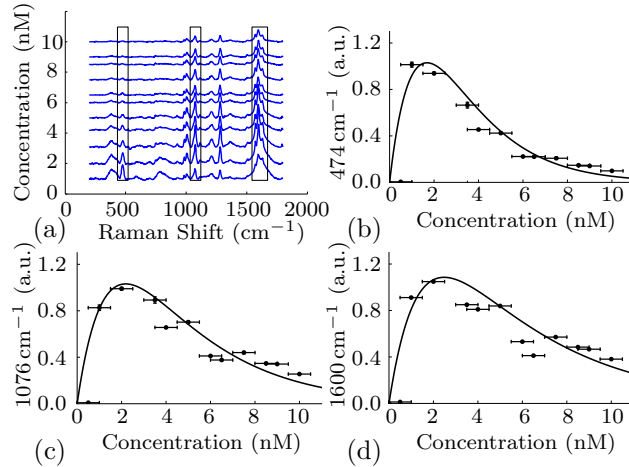 Concentration (nM)
10
8
6
4
2
0
0 500 1000 1500 2000
(a) Raman Shift (cm⁻¹)
474 cm⁻¹ (a.u.)
1.2
0.8
0.4
0.0
0 2 4 6 8 10
(b) Concentration (nM)
1076 cm⁻¹ (a.u.)
1.2
0.8
0.4
0.0
0 2 4 6 8 10
(c) Concentration (nM)
1600 cm⁻¹ (a.u.)
1.2
0.8
0.4
0.0
0 2 4 6 8 10
(d) Concentration (nM)